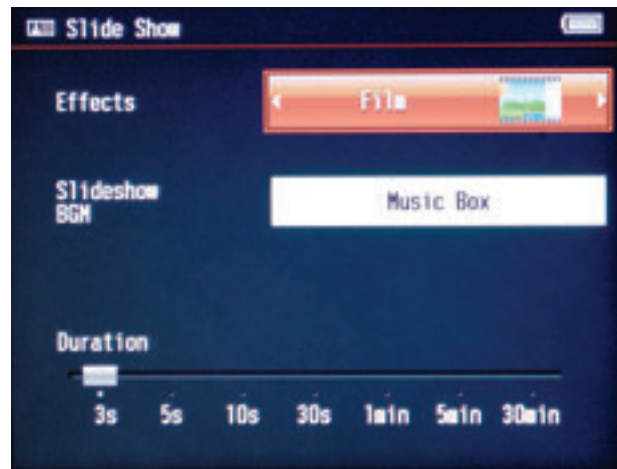 Slide Show
Effects
Film
Slideshow
BGM
Music Box
Duration
3s 5s 10s 30s 1min 5min 30min